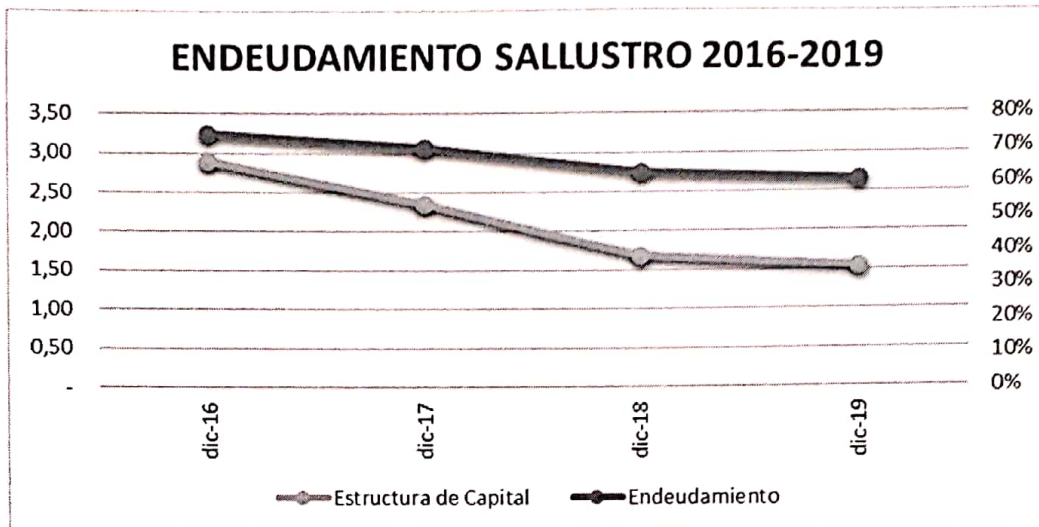 ENDEUDAMIENTO SALLUSTRO 2016-2019
3,50
3,00
2,50
2,00
1,50
1,00
0,50
-
80%
70%
60%
50%
40%
30%
20%
10%
0%
dic-16
dic-17
dic-18
dic-19
Estructura de Capital
Endeudamiento